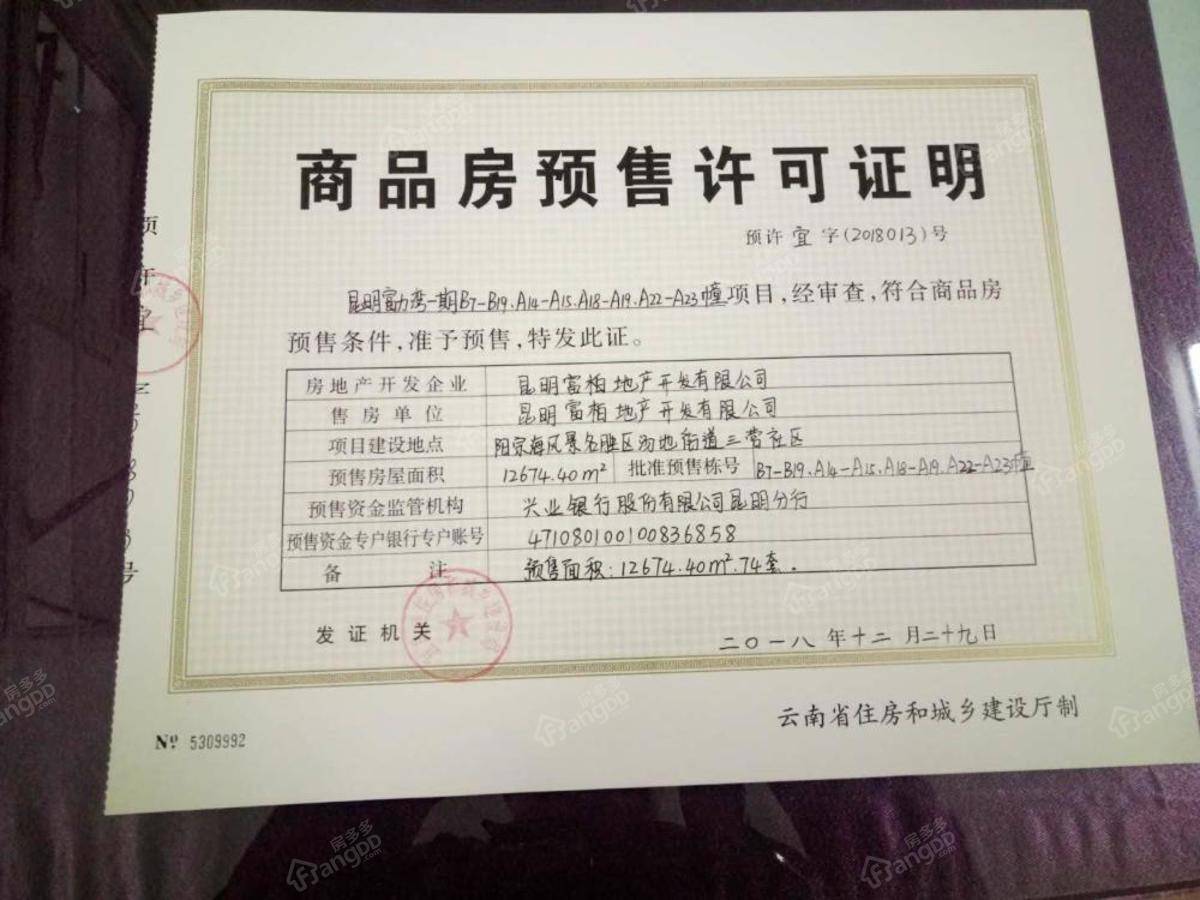 商品房预售许可证明
预许宜字(2018013)号
昆明富力湾一期B7-B19、A14-A15、A18-A19、A22-A23幢项目,经审查,符合商品房
预售条件,准予预售,特发此证。
房地产开发企业 昆明富柏地产开发有限公司
售房单位 昆明富柏地产开发有限公司
项目建设地点 阳宗海风景名胜区汤池街道三营社区
预售房屋面积 12674.40m² 批准预售栋号 B7-B19、A14-A15、A18-A19、A22-A23幢
预售资金监管机构 兴业银行股份有限公司昆明分行
预售资金专户银行专户账号 471080100100836858
备注 预售面积:12674.40m².74套.
发证机关
二〇一八年十二月二十九日
云南省住房和城乡建设厅制
Nº 5309992
房多多
angDD.com